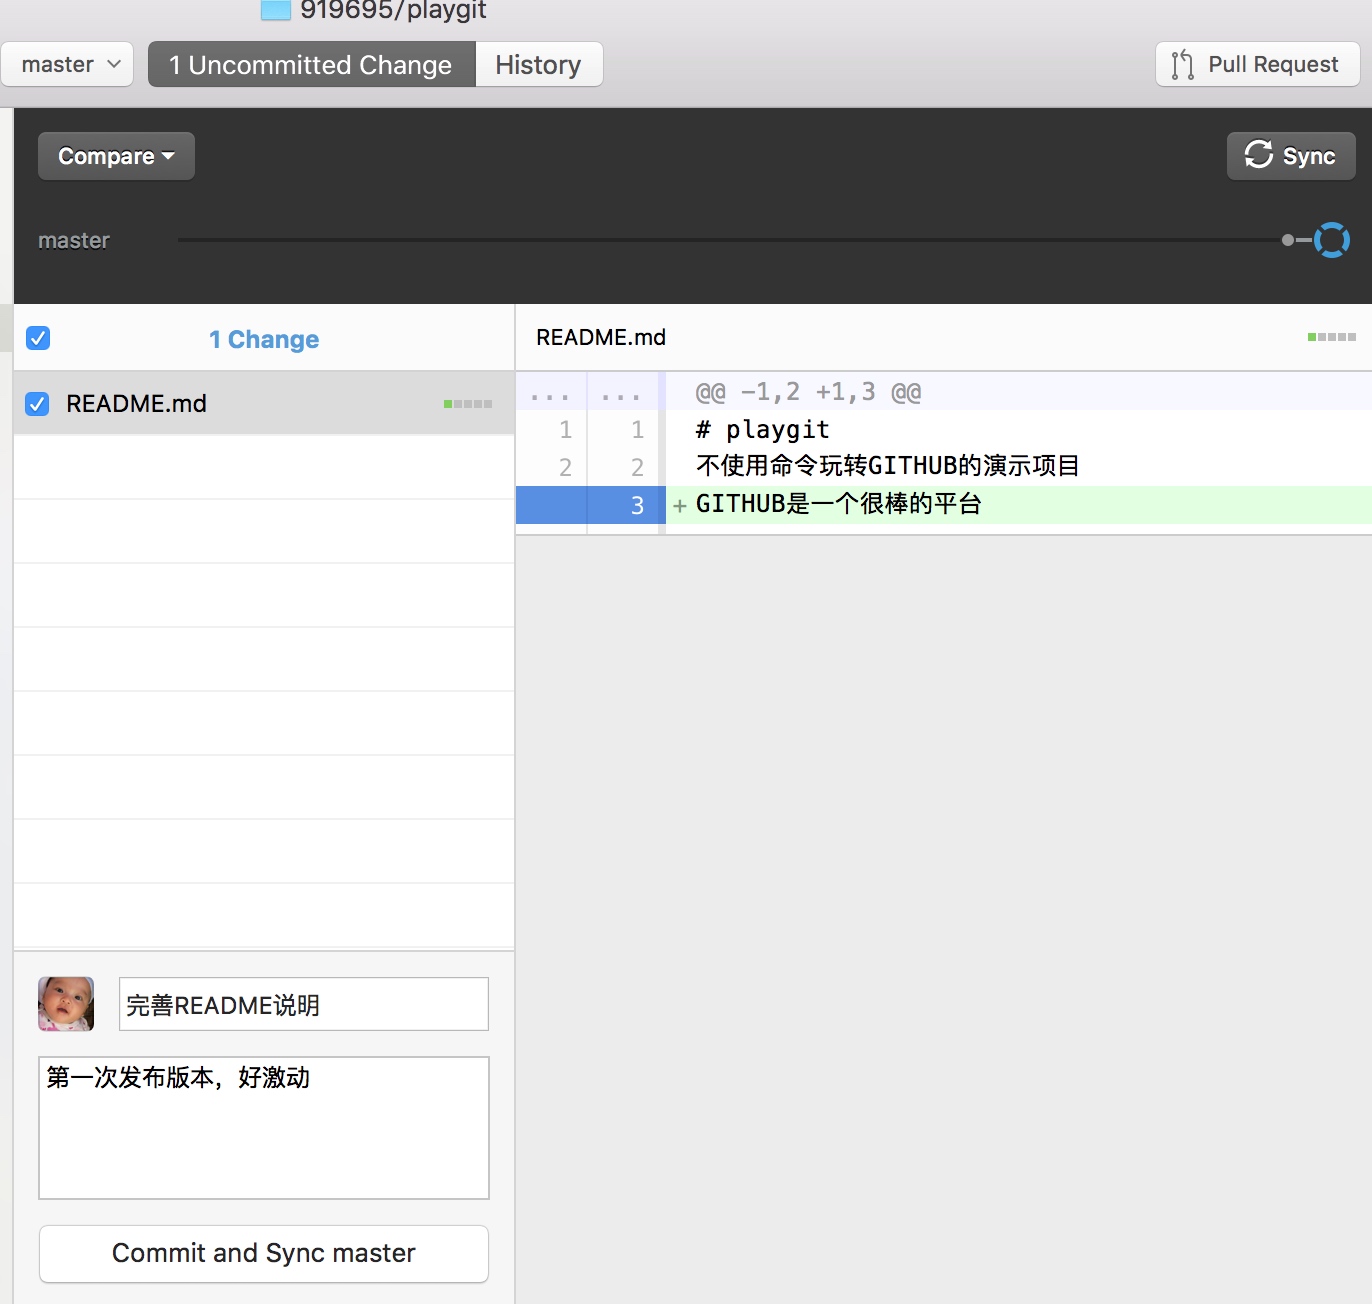 919695/playgit
master
1 Uncommitted Change
History
Pull Request
Compare
Sync
master
1 Change
README.md
README.md
... ... @@ -1,2 +1,3 @@
1 1 # playgit
2 2 不使用命令玩转GITHUB的演示项目
3 + GITHUB是一个很棒的平台
完善README说明
第一次发布版本，好激动
Commit and Sync master